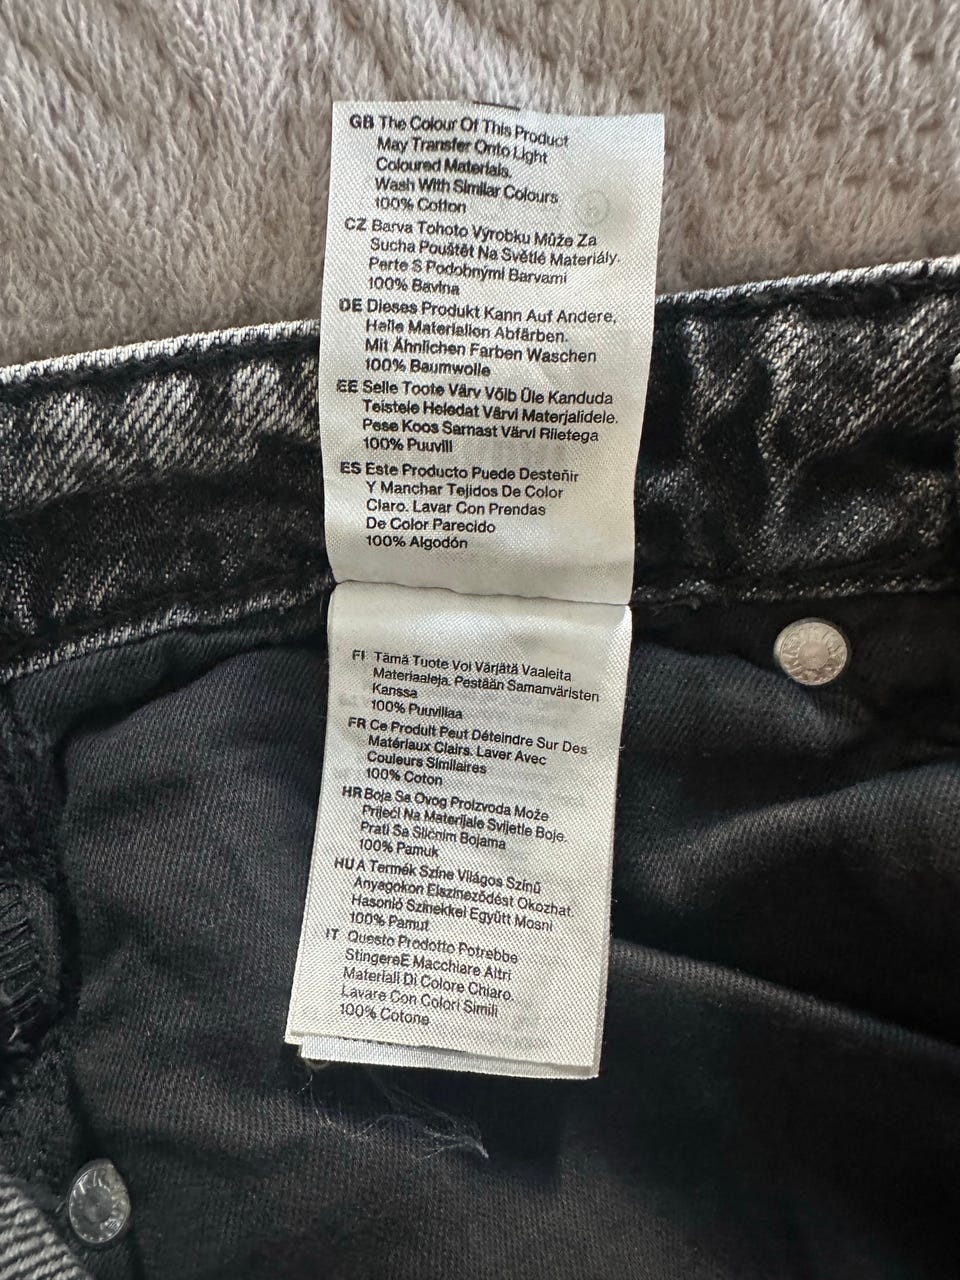 GB The Colour Of This Product
May Transfer Onto Light
Coloured Materials.
Wash With Similar Colours
100% Cotton
CZ Barva Tohoto Výrobku Může Za
Sucha Pouštět Na Světlé Materiály.
Perte S Podobnými Barvami
100% Bavlna
DE Dieses Produkt Kann Auf Andere,
Helle Materialien Abfärben.
Mit Ähnlichen Farben Waschen
100% Baumwolle
EE Selle Toote Värv Võib Üle Kanduda
Teistele Heledat Värvi Materjalidele.
Pese Koos Samast Värvi Riietega
100% Puuvill
ES Este Producto Puede Desteñir
Y Manchar Tejidos De Color
Claro. Lavar Con Prendas
De Color Parecido
100% Algodón
FI Tämä Tuote Voi Värjätä Vaaleita
Materiaaleja. Pestään Samanväristen
Kanssa
100% Puuvillaa
FR Ce Produit Peut Déteindre Sur Des
Matériaux Clairs. Laver Avec
Couleurs Similaires
100% Coton
HR Boja Sa Ovog Proizvoda Može
Prijeći Na Materijale Svijetle Boje.
Prati Sa Sličnim Bojama
100% Pamuk
HU A Termék Színe Világos Színű
Anyagokon Elszíneződést Okozhat.
Hasonló Színekkel Együtt Mosni
100% Pamut
IT Questo Prodotto Potrebbe
StingereE Macchiare Altri
Materiali Di Colore Chiaro.
Lavare Con Colori Simili
100% Cotone